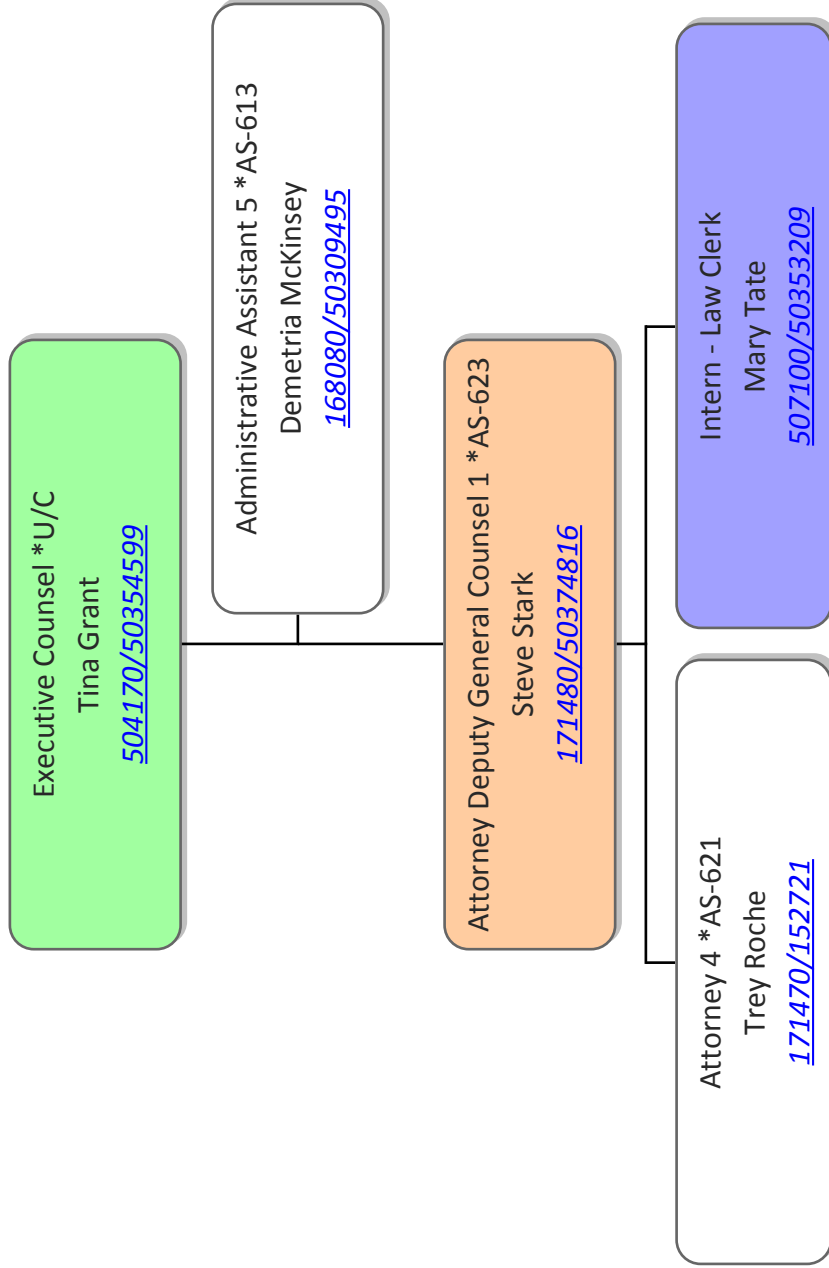 Executive Counsel *U/C
Tina Grant
504170/50354599
Administrative Assistant 5 *AS-613
Demetria McKinsey
168080/50309495
Attorney Deputy General Counsel 1 *AS-623
Steve Stark
171480/50374816
Attorney 4 *AS-621
Trey Roche
171470/152721
Intern - Law Clerk
Mary Tate
507100/50353209